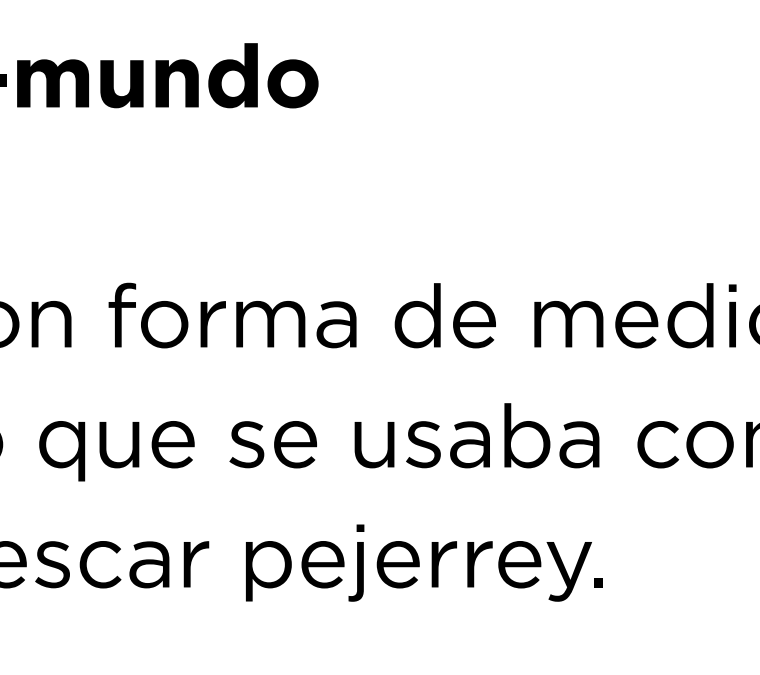 -mundo
on forma de medio
o que se usaba con
escar pejerrey.